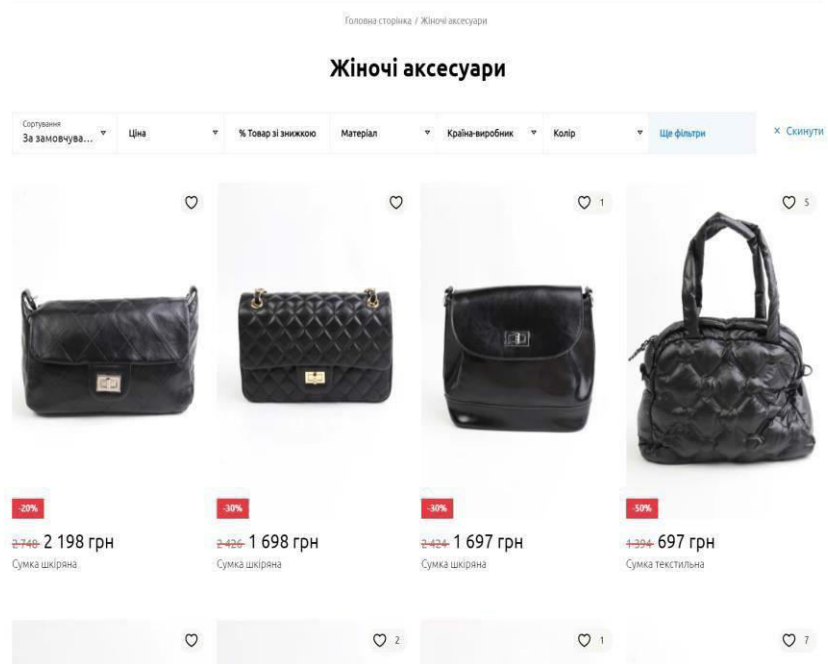 Головна сторінка / Жіночі аксесуари
Жіночі аксесуари
Сортування
За замовчува...
Ціна
% Товар зі знижкою
Матеріал
Країна-виробник
Колір
Ще фільтри
× Скинути
1
5
-20%
-30%
-30%
-50%
2 748 2 198 грн
2 426 1 698 грн
2 424 1 697 грн
1 394 697 грн
Сумка шкіряна
Сумка шкіряна
Сумка шкіряна
Сумка текстильна
2
1
7